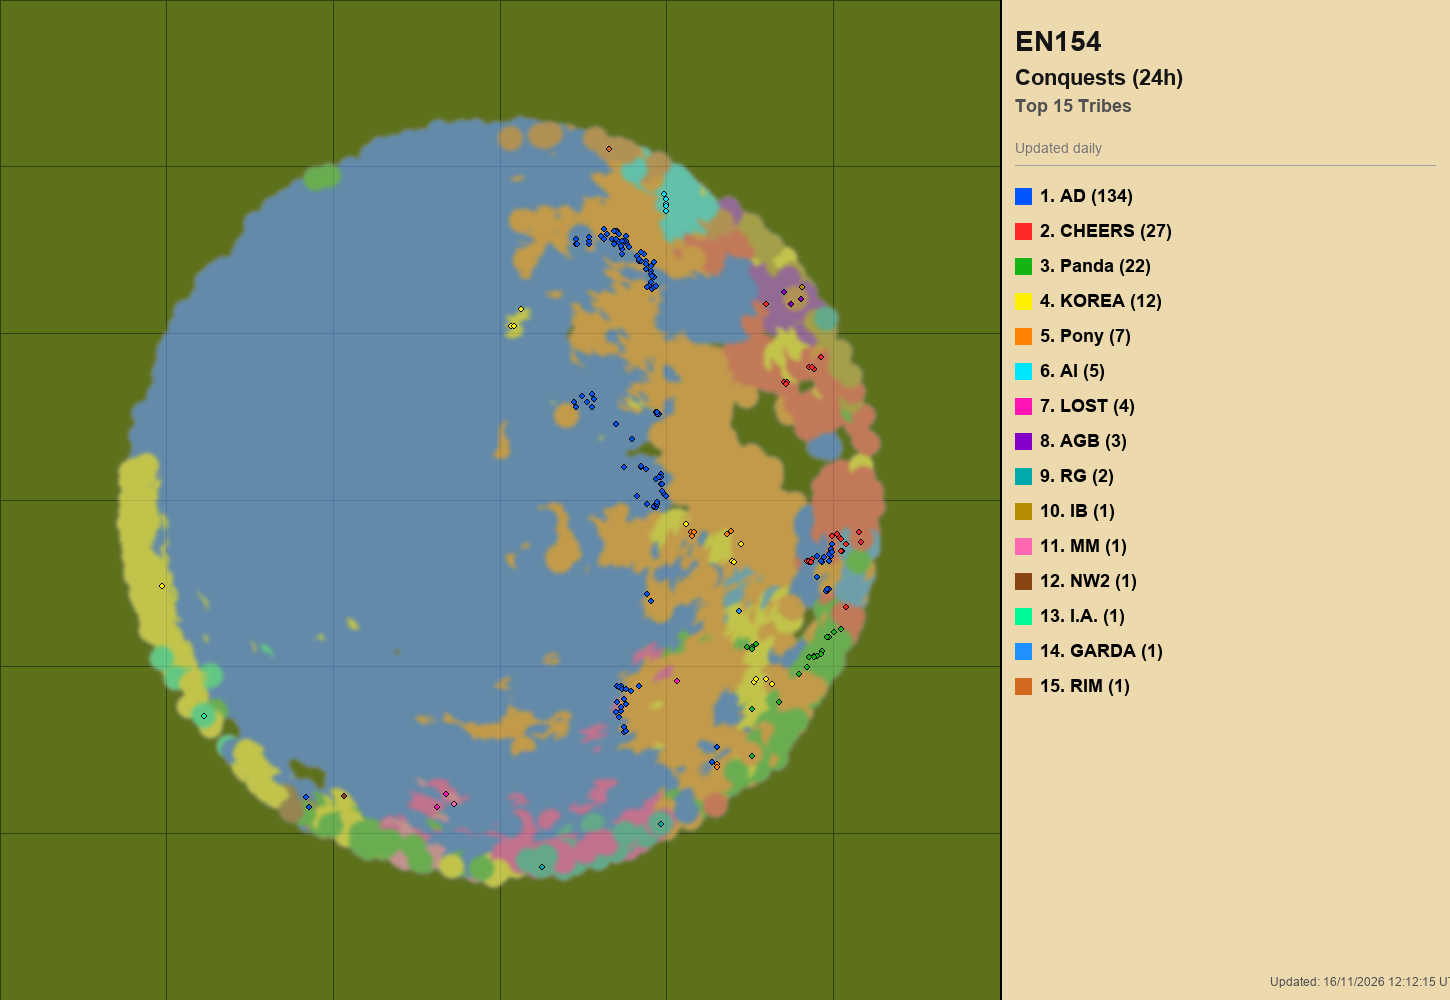 EN154
Conquests (24h)
Top 15 Tribes
Updated daily
1. AD (134)
2. CHEERS (27)
3. Panda (22)
4. KOREA (12)
5. Pony (7)
6. AI (5)
7. LOST (4)
8. AGB (3)
9. RG (2)
10. IB (1)
11. MM (1)
12. NW2 (1)
13. I.A. (1)
14. GARDA (1)
15. RIM (1)
Updated: 16/11/2026 12:12:15